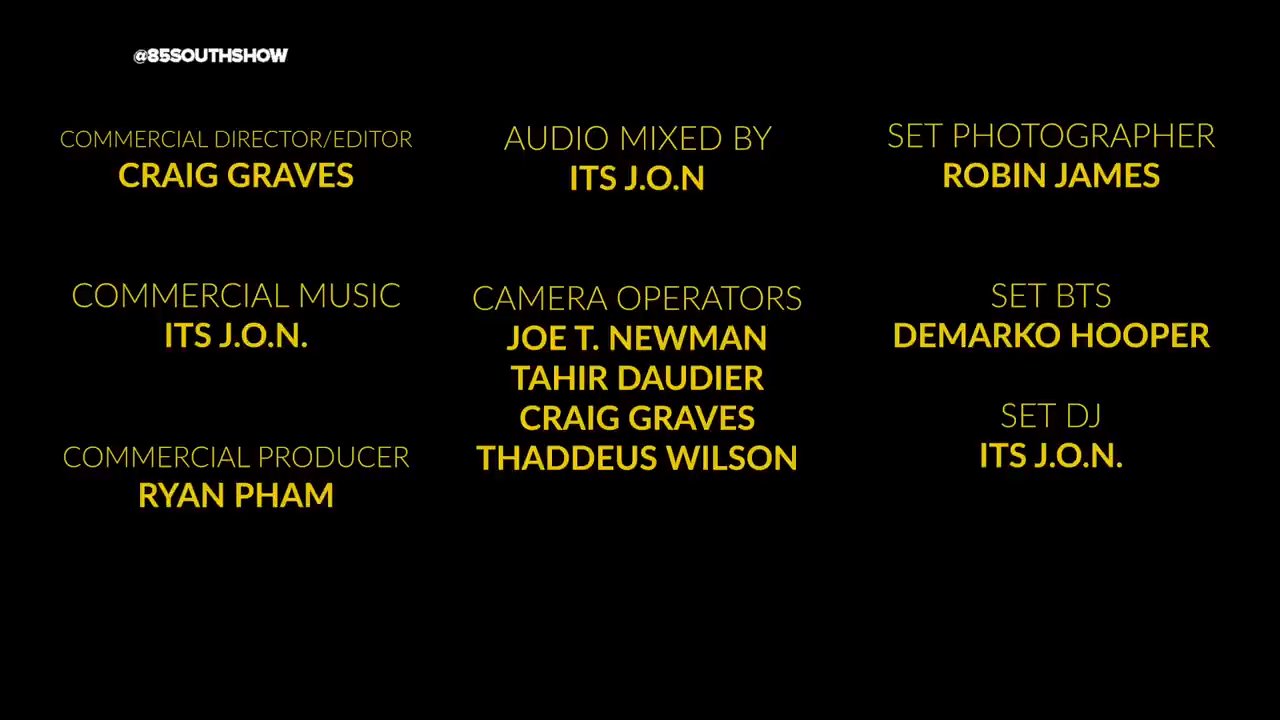 @85SOUTHSHOW
COMMERCIAL DIRECTOR/EDITOR
CRAIG GRAVES
COMMERCIAL MUSIC
ITS J.O.N.
COMMERCIAL PRODUCER
RYAN PHAM
AUDIO MIXED BY
ITS J.O.N
CAMERA OPERATORS
JOE T. NEWMAN
TAHIR DAUDIER
CRAIG GRAVES
THADDEUS WILSON
SET PHOTOGRAPHER
ROBIN JAMES
SET BTS
DEMARKO HOOPER
SET DJ
ITS J.O.N.